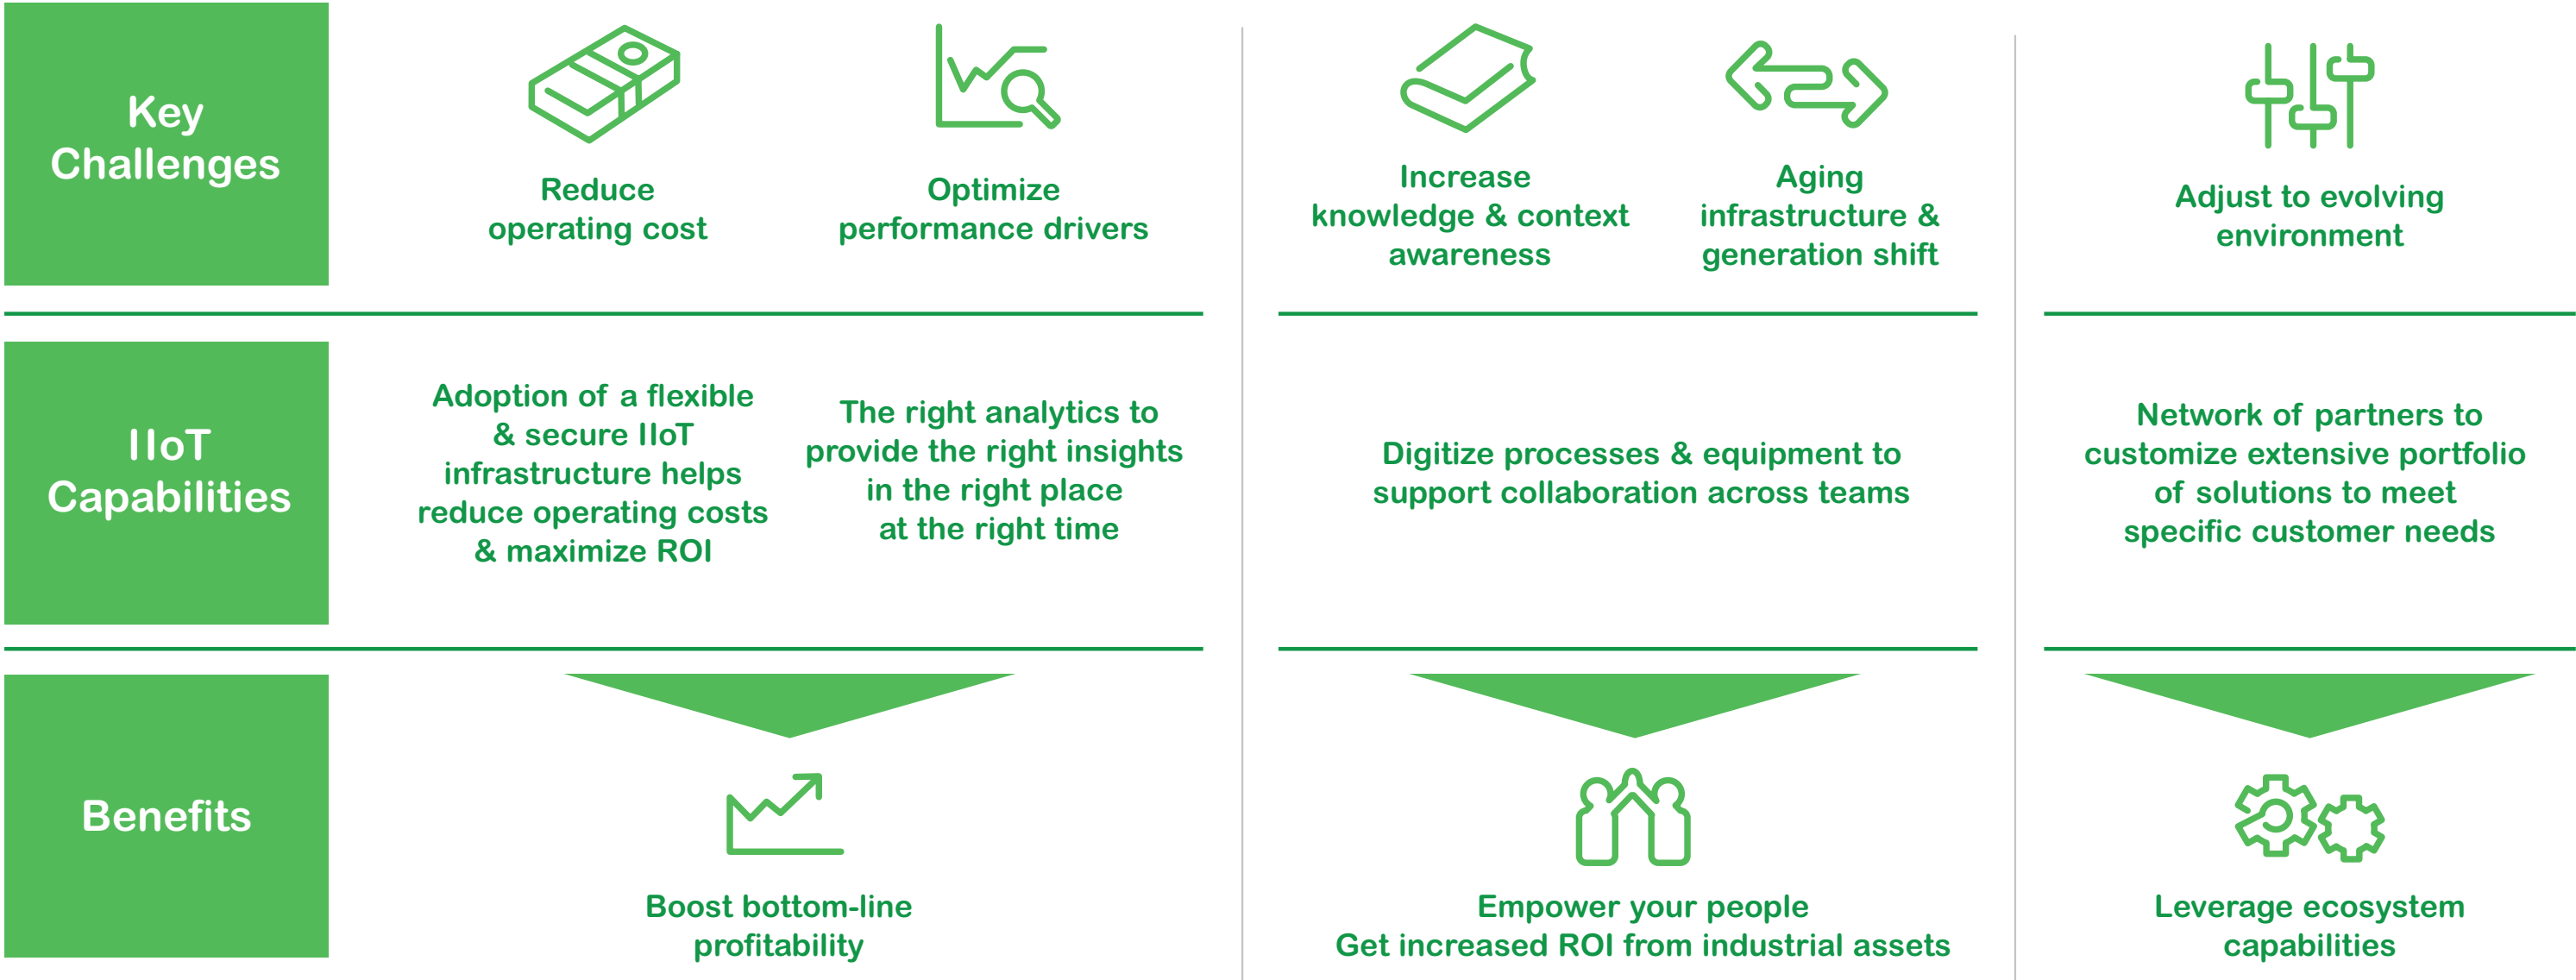 Key
Challenges
Reduce
operating cost
Optimize
performance drivers
Increase
knowledge & context
awareness
Aging
infrastructure &
generation shift
Adjust to evolving
environment
IIoT
Capabilities
Adoption of a flexible
& secure IIoT
infrastructure helps
reduce operating costs
& maximize ROI
The right analytics to
provide the right insights
in the right place
at the right time
Digitize processes & equipment to
support collaboration across teams
Network of partners to
customize extensive portfolio
of solutions to meet
specific customer needs
Benefits
Boost bottom-line
profitability
Empower your people
Get increased ROI from industrial assets
Leverage ecosystem
capabilities